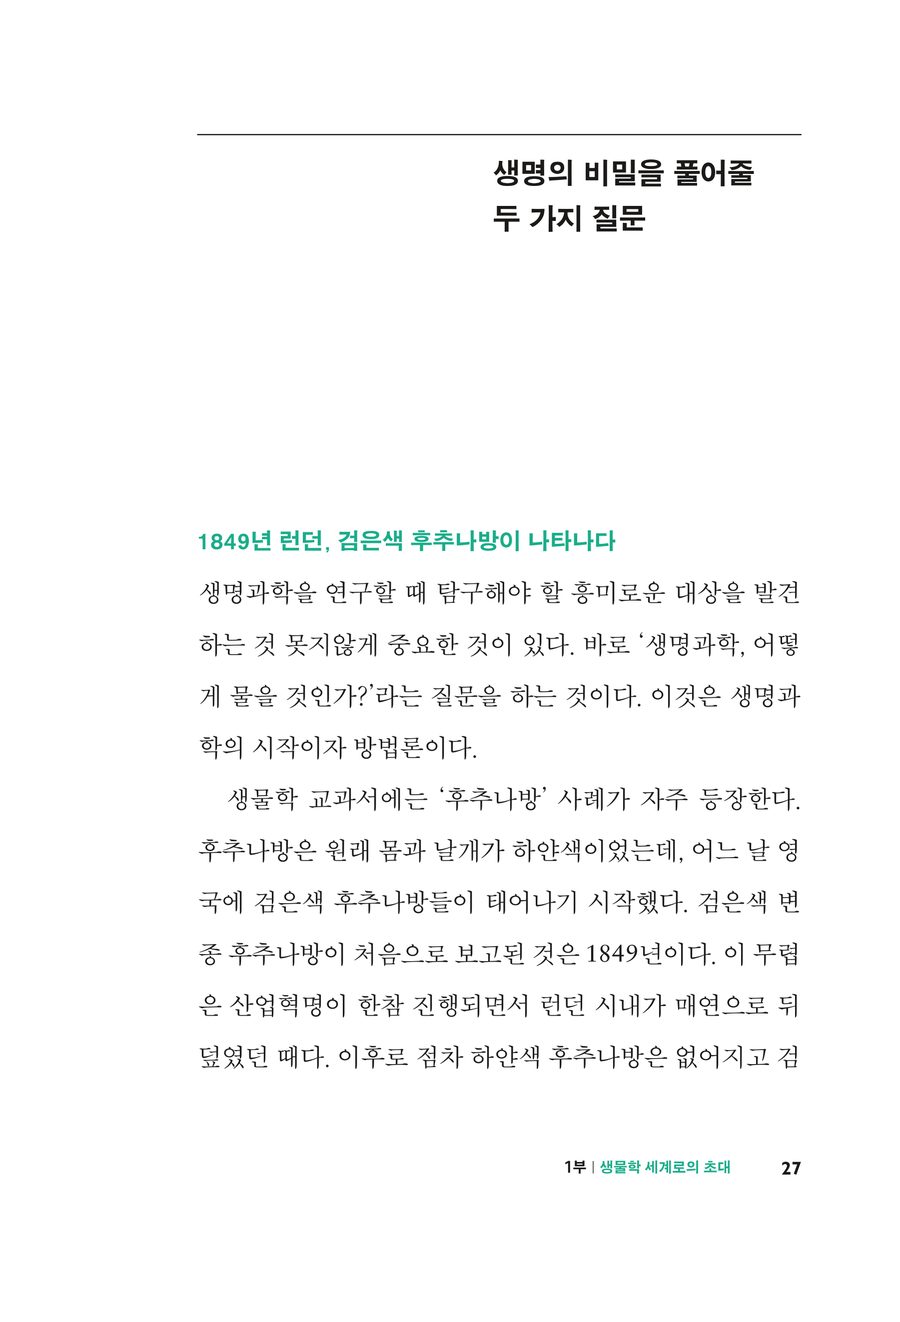 생명의 비밀을 풀어줄
두 가지 질문
1849년 런던, 검은색 후추나방이 나타나다
생명과학을 연구할 때 탐구해야 할 흥미로운 대상을 발견
하는 것 못지않게 중요한 것이 있다. 바로 ‘생명과학, 어떻
게 물을 것인가?’라는 질문을 하는 것이다. 이것은 생명과
학의 시작이자 방법론이다.
생물학 교과서에는 ‘후추나방’ 사례가 자주 등장한다.
후추나방은 원래 몸과 날개가 하얀색이었는데, 어느 날 영
국에 검은색 후추나방들이 태어나기 시작했다. 검은색 변
종 후추나방이 처음으로 보고된 것은 1849년이다. 이 무렵
은 산업혁명이 한참 진행되면서 런던 시내가 매연으로 뒤
덮였던 때다. 이후로 점차 하얀색 후추나방은 없어지고 검
1부 | 생물학 세계로의 초대 27